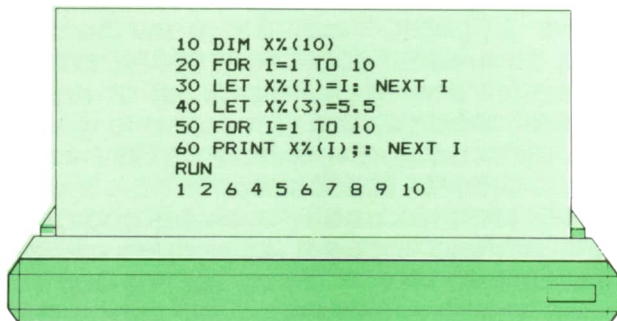 10 DIM X%(10)
20 FOR I=1 TO 10
30 LET X%(I)=I: NEXT I
40 LET X%(3)=5.5
50 FOR I=1 TO 10
60 PRINT X%(I);: NEXT I
RUN
1 2 6 4 5 6 7 8 9 10